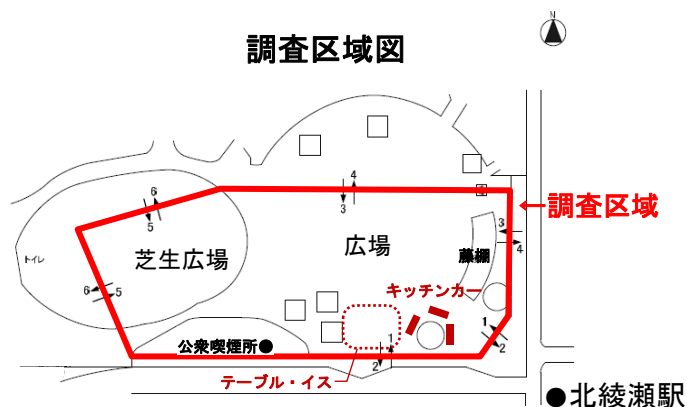 調査区域図
6
5
4
3
調査区域
3
4
藤棚
トイレ
芝生広場
広場
6
5
キッチンカー
1
2
公衆喫煙所●
1
2
テーブル・イス
●北綾瀬駅